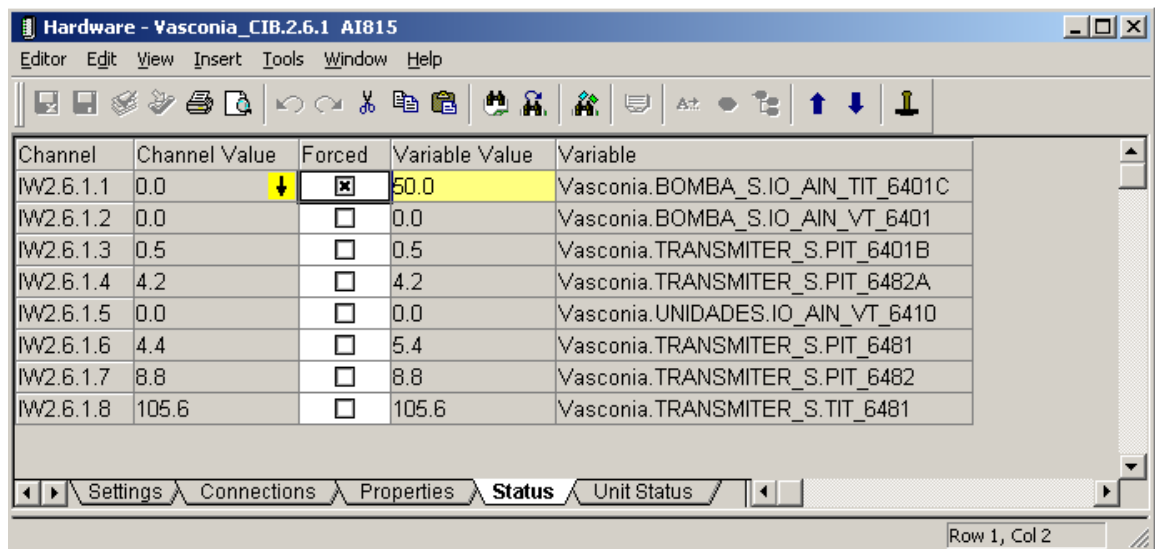 Hardware - Vasconia_CIB.2.6.1 AI815
Editor Edit View Insert Tools Window Help
Channel Channel Value Forced Variable Value Variable
IW2.6.1.1 0.0 50.0 Vasconia.BOMBA_S.IO_AIN_TIT_6401C
IW2.6.1.2 0.0 0.0 Vasconia.BOMBA_S.IO_AIN_VT_6401
IW2.6.1.3 0.5 0.5 Vasconia.TRANSMITER_S.PIT_6401B
IW2.6.1.4 4.2 4.2 Vasconia.TRANSMITER_S.PIT_6482A
IW2.6.1.5 0.0 0.0 Vasconia.UNIDADES.IO_AIN_VT_6410
IW2.6.1.6 4.4 5.4 Vasconia.TRANSMITER_S.PIT_6481
IW2.6.1.7 8.8 8.8 Vasconia.TRANSMITER_S.PIT_6482
IW2.6.1.8 105.6 105.6 Vasconia.TRANSMITER_S.TIT_6481
Settings Connections Properties Status Unit Status
Row 1, Col 2